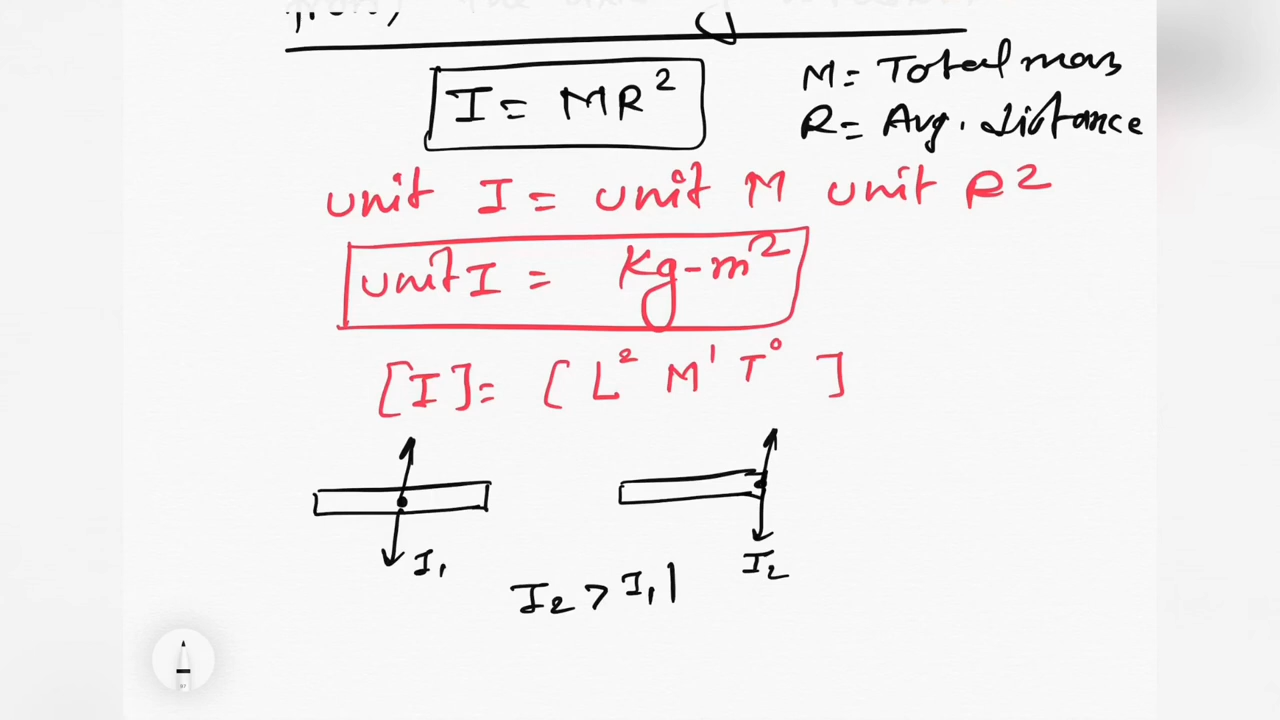 I = MR²
M = Total mass
R = Avg. distance
unit I = unit M unit R²
unit I = kg-m²
[I] = [L² M¹ T⁰ ]
I₁
I₂
I₂ > I₁ |